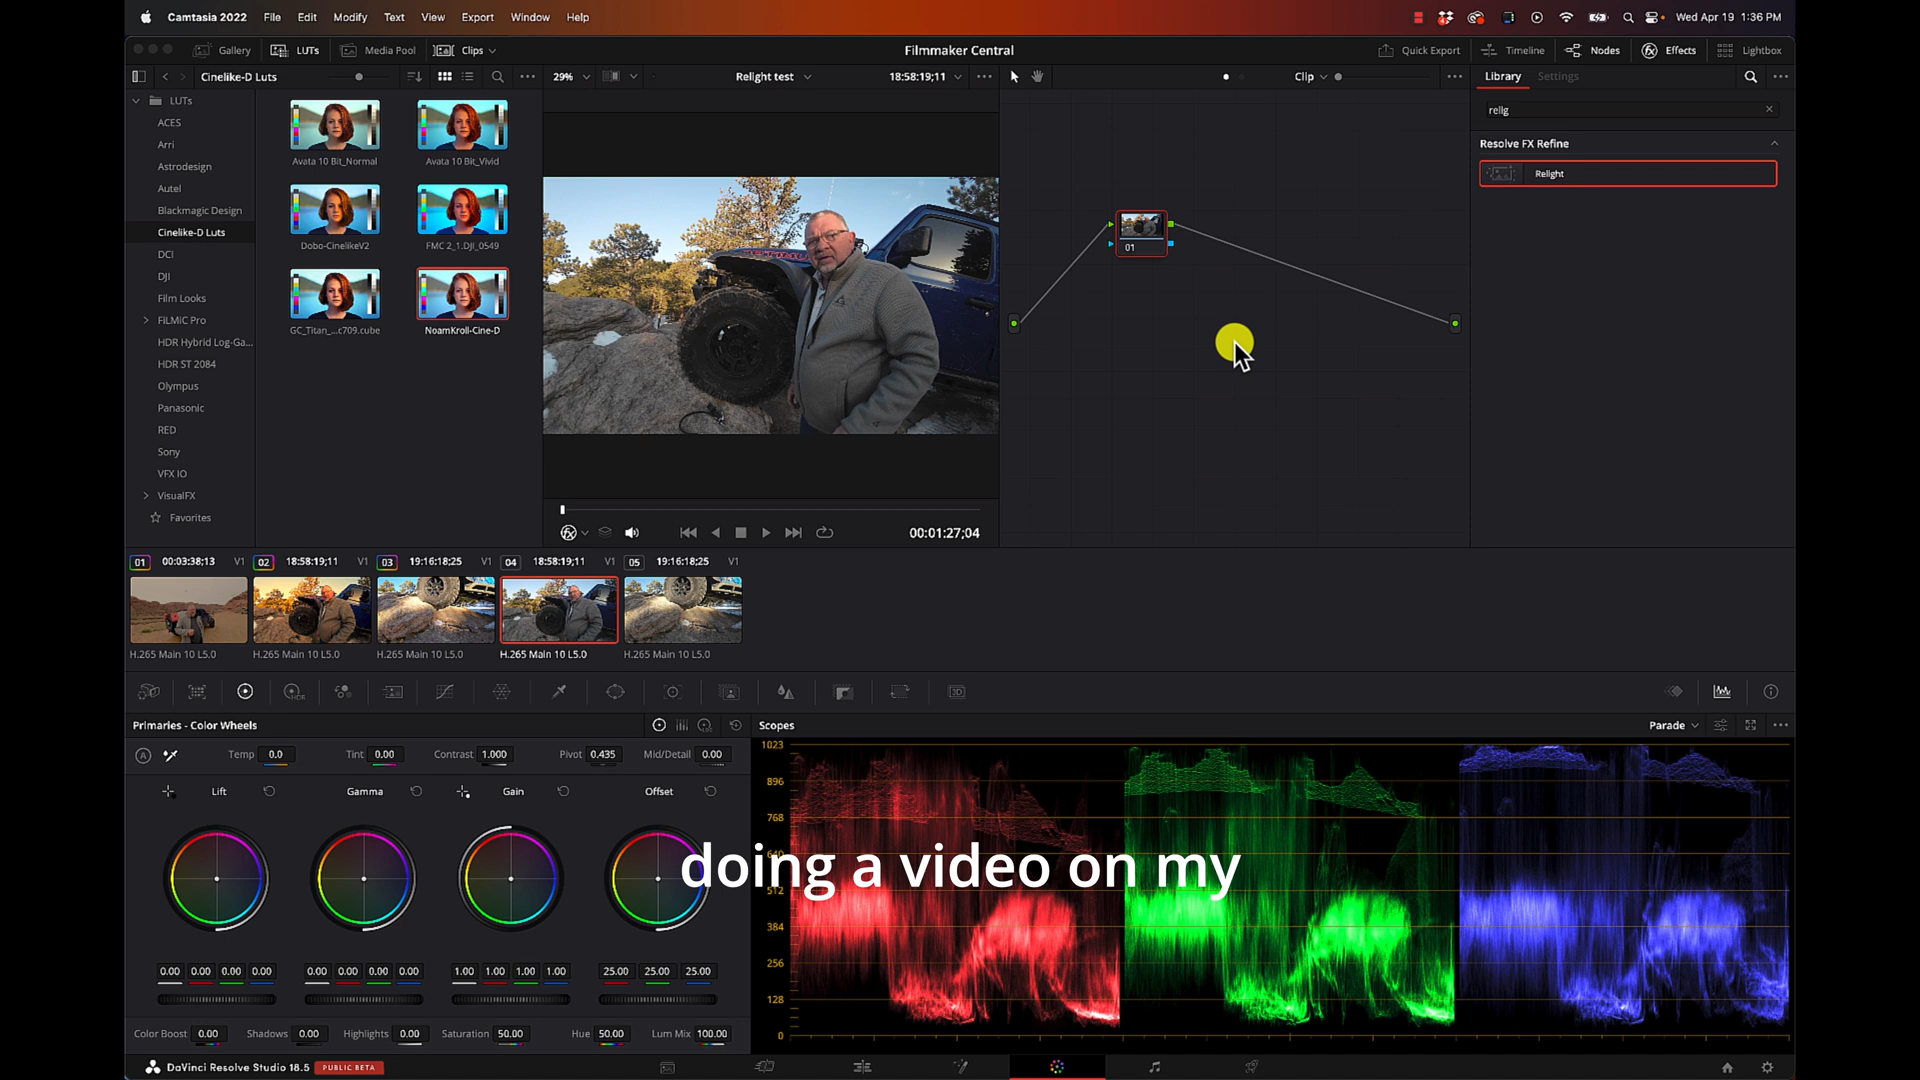 Camtasia 2022 File Edit Modify Text View Export Window Help Wed Apr 19 1:36 PM
Gallery LUTs Media Pool Clips Filmmaker Central Quick Export Timeline Nodes Effects Lightbox
Cinelike-D Luts 29% Relight test 18:58:19;11 Clip Library Settings
rellg
Resolve FX Refine
Relight
LUTs
ACES
Arri
Astrodesign
Autel
Blackmagic Design
Cinelike-D Luts
DCI
DJI
Film Looks
FiLMiC Pro
HDR Hybrid Log-Ga...
HDR ST 2084
Olympus
Panasonic
RED
Sony
VFX IO
VisualFX
Favorites
Avata 10 Bit_Normal Avata 10 Bit_Vivid
Dobo-CinelikeV2 FMC 2_1.DJI_0549
GC_Titan_...c709.cube NoamKroll-Cine-D
01
00:01:27;04
01 00:03:38;13 V1 02 18:58:19;11 V1 03 19:16:18;25 V1 04 18:58:19;11 V1 05 19:16:18;25 V1
H.265 Main 10 L5.0 H.265 Main 10 L5.0 H.265 Main 10 L5.0 H.265 Main 10 L5.0 H.265 Main 10 L5.0
HDR 3D
Primaries - Color Wheels Scopes Parade
A Temp 0.0 Tint 0.00 Contrast 1.000 Pivot 0.435 Mid/Detail 0.00
Lift Gamma Gain Offset
1023
896
768
640
512
384
256
128
0
doing a video on my
0.00 0.00 0.00 0.00 0.00 0.00 0.00 0.00 1.00 1.00 1.00 1.00 25.00 25.00 25.00
Color Boost 0.00 Shadows 0.00 Highlights 0.00 Saturation 50.00 Hue 50.00 Lum Mix 100.00
DaVinci Resolve Studio 18.5 PUBLIC BETA